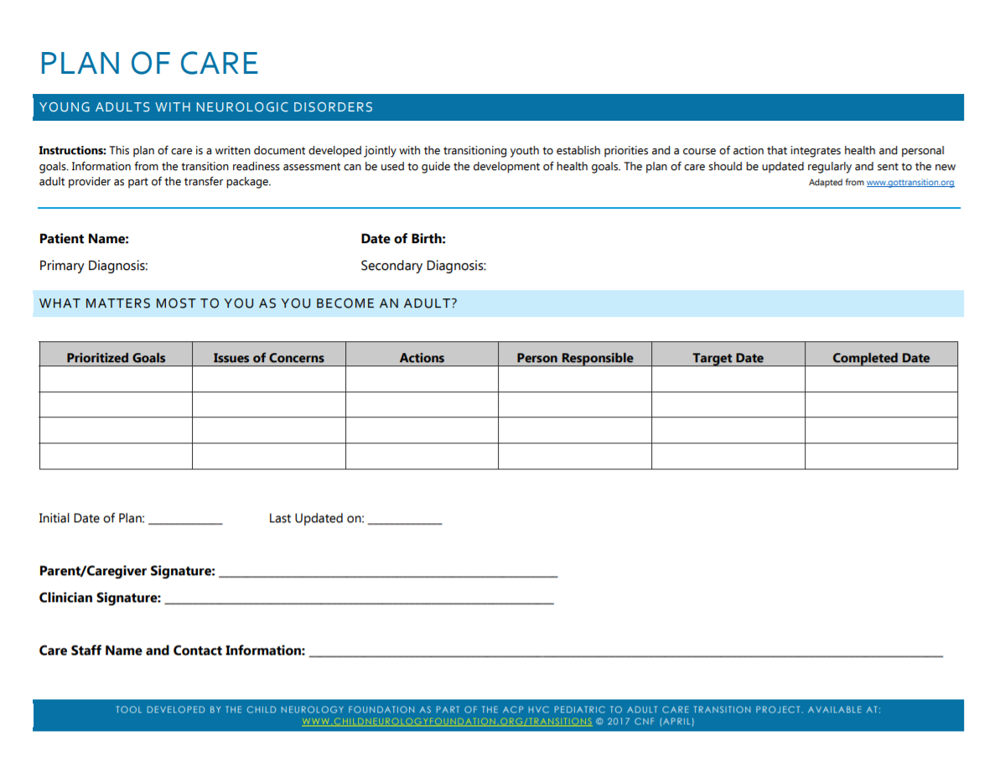 PLAN OF CARE
YOUNG ADULTS WITH NEUROLOGIC DISORDERS
Instructions: This plan of care is a written document developed jointly with the transitioning youth to establish priorities and a course of action that integrates health and personal
goals. Information from the transition readiness assessment can be used to guide the development of health goals. The plan of care should be updated regularly and sent to the new
adult provider as part of the transfer package. Adapted from www.gottransition.org
Patient Name: Date of Birth:
Primary Diagnosis: Secondary Diagnosis:
WHAT MATTERS MOST TO YOU AS YOU BECOME AN ADULT?
Prioritized Goals Issues of Concerns Actions Person Responsible Target Date Completed Date
Initial Date of Plan: ____________ Last Updated on: ____________
Parent/Caregiver Signature: ____________________________________________________
Clinician Signature: ____________________________________________________________
Care Staff Name and Contact Information: ____________________________________________________________________________________
TOOL DEVELOPED BY THE CHILD NEUROLOGY FOUNDATION AS PART OF THE ACP HVC PEDIATRIC TO ADULT CARE TRANSITION PROJECT. AVAILABLE AT:
WWW.CHILDNEUROLOGYFOUNDATION.ORG/TRANSITIONS © 2017 CNF (APRIL)